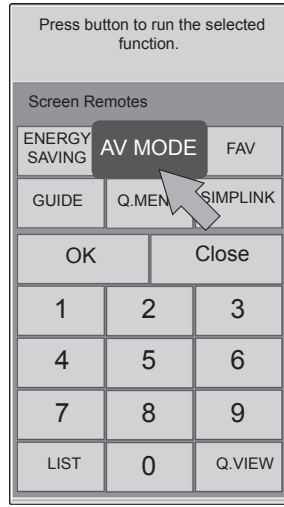 Press button to run the selected
function.
Screen Remotes
ENERGY
SAVING
AV MODE
FAV
GUIDE
Q.MEN
SIMPLINK
OK
Close
1
2
3
4
5
6
7
8
9
LIST
0
Q.VIEW